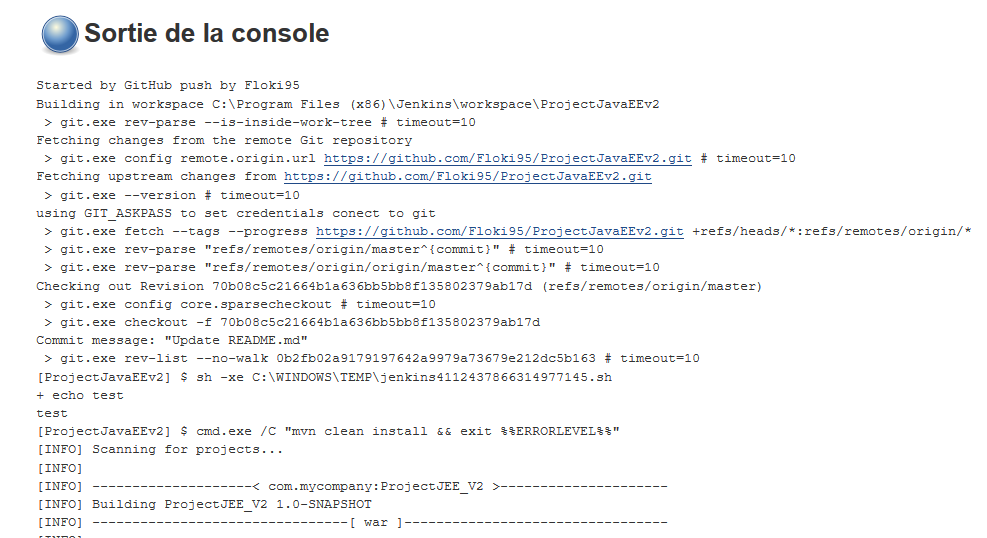 Sortie de la console
Started by GitHub push by Floki95
Building in workspace C:\Program Files (x86)\Jenkins\workspace\ProjectJavaEEv2
 > git.exe rev-parse --is-inside-work-tree # timeout=10
Fetching changes from the remote Git repository
 > git.exe config remote.origin.url https://github.com/Floki95/ProjectJavaEEv2.git # timeout=10
Fetching upstream changes from https://github.com/Floki95/ProjectJavaEEv2.git
 > git.exe --version # timeout=10
using GIT_ASKPASS to set credentials conect to git
 > git.exe fetch --tags --progress https://github.com/Floki95/ProjectJavaEEv2.git +refs/heads/*:refs/remotes/origin/*
 > git.exe rev-parse "refs/remotes/origin/master^{commit}" # timeout=10
 > git.exe rev-parse "refs/remotes/origin/origin/master^{commit}" # timeout=10
Checking out Revision 70b08c5c21664b1a636bb5bb8f135802379ab17d (refs/remotes/origin/master)
 > git.exe config core.sparsecheckout # timeout=10
 > git.exe checkout -f 70b08c5c21664b1a636bb5bb8f135802379ab17d
Commit message: "Update README.md"
 > git.exe rev-list --no-walk 0b2fb02a9179197642a9979a73679e212dc5b163 # timeout=10
[ProjectJavaEEv2] $ sh -xe C:\WINDOWS\TEMP\jenkins4112437866314977145.sh
+ echo test
test
[ProjectJavaEEv2] $ cmd.exe /C "mvn clean install && exit %%ERRORLEVEL%%"
[INFO] Scanning for projects...
[INFO]
[INFO] --------------------< com.mycompany:ProjectJEE_V2 >---------------------
[INFO] Building ProjectJEE_V2 1.0-SNAPSHOT
[INFO] --------------------------------[ war ]---------------------------------